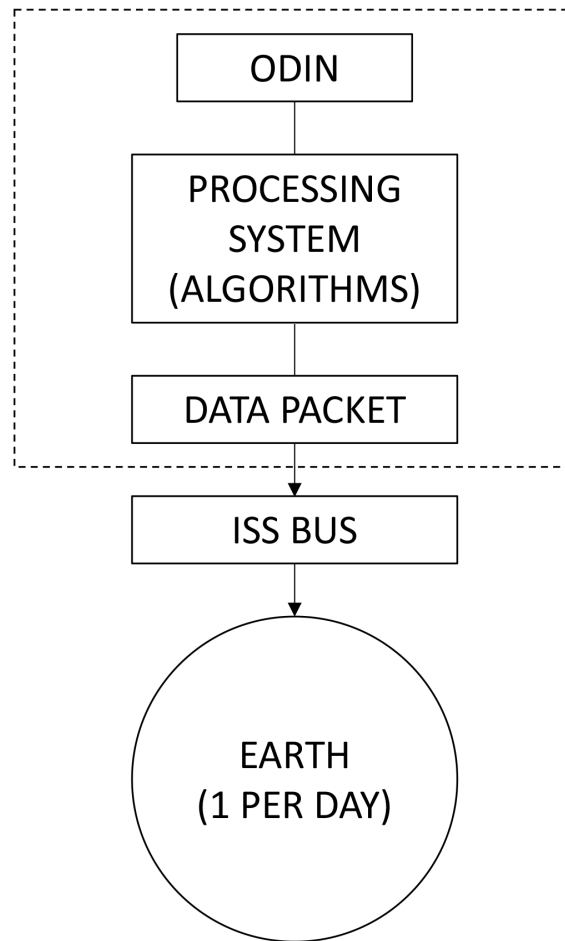 ODIN
PROCESSING
SYSTEM
(ALGORITHMS)
DATA PACKET
ISS BUS
EARTH
(1 PER DAY)